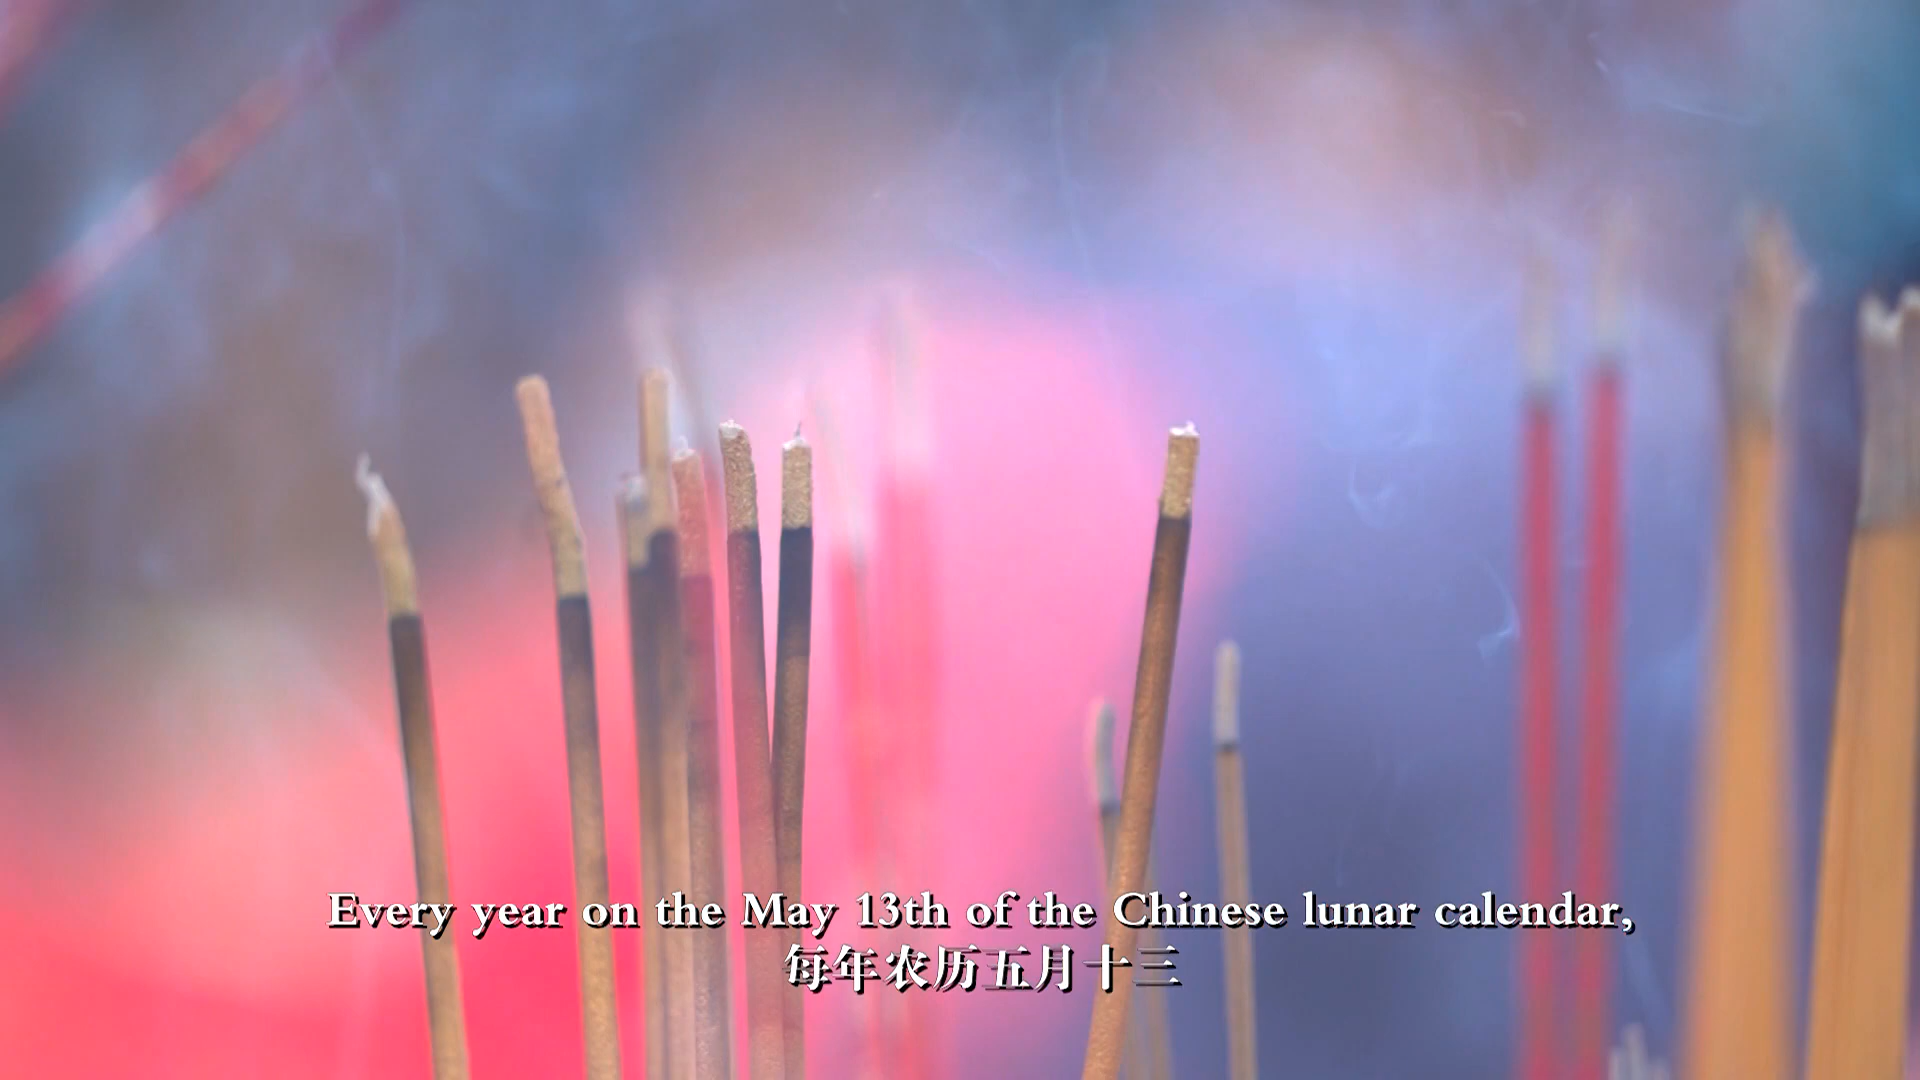 Every year on the May 13th of the Chinese lunar calendar,
每年农历五月十三